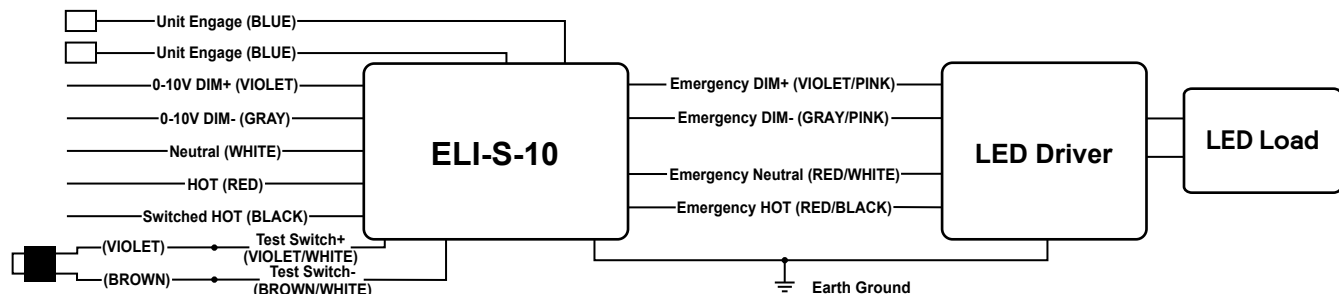 Unit Engage (BLUE)
Unit Engage (BLUE)
0-10V DIM+ (VIOLET)
0-10V DIM- (GRAY)
Neutral (WHITE)
HOT (RED)
Switched HOT (BLACK)
(VIOLET)
Test Switch+
(VIOLET/WHITE)
(BROWN)
Test Switch-
(BROWN/WHITE)
ELI-S-10
Emergency DIM+ (VIOLET/PINK)
Emergency DIM- (GRAY/PINK)
Emergency Neutral (RED/WHITE)
Emergency HOT (RED/BLACK)
Earth Ground
LED Driver
LED Load